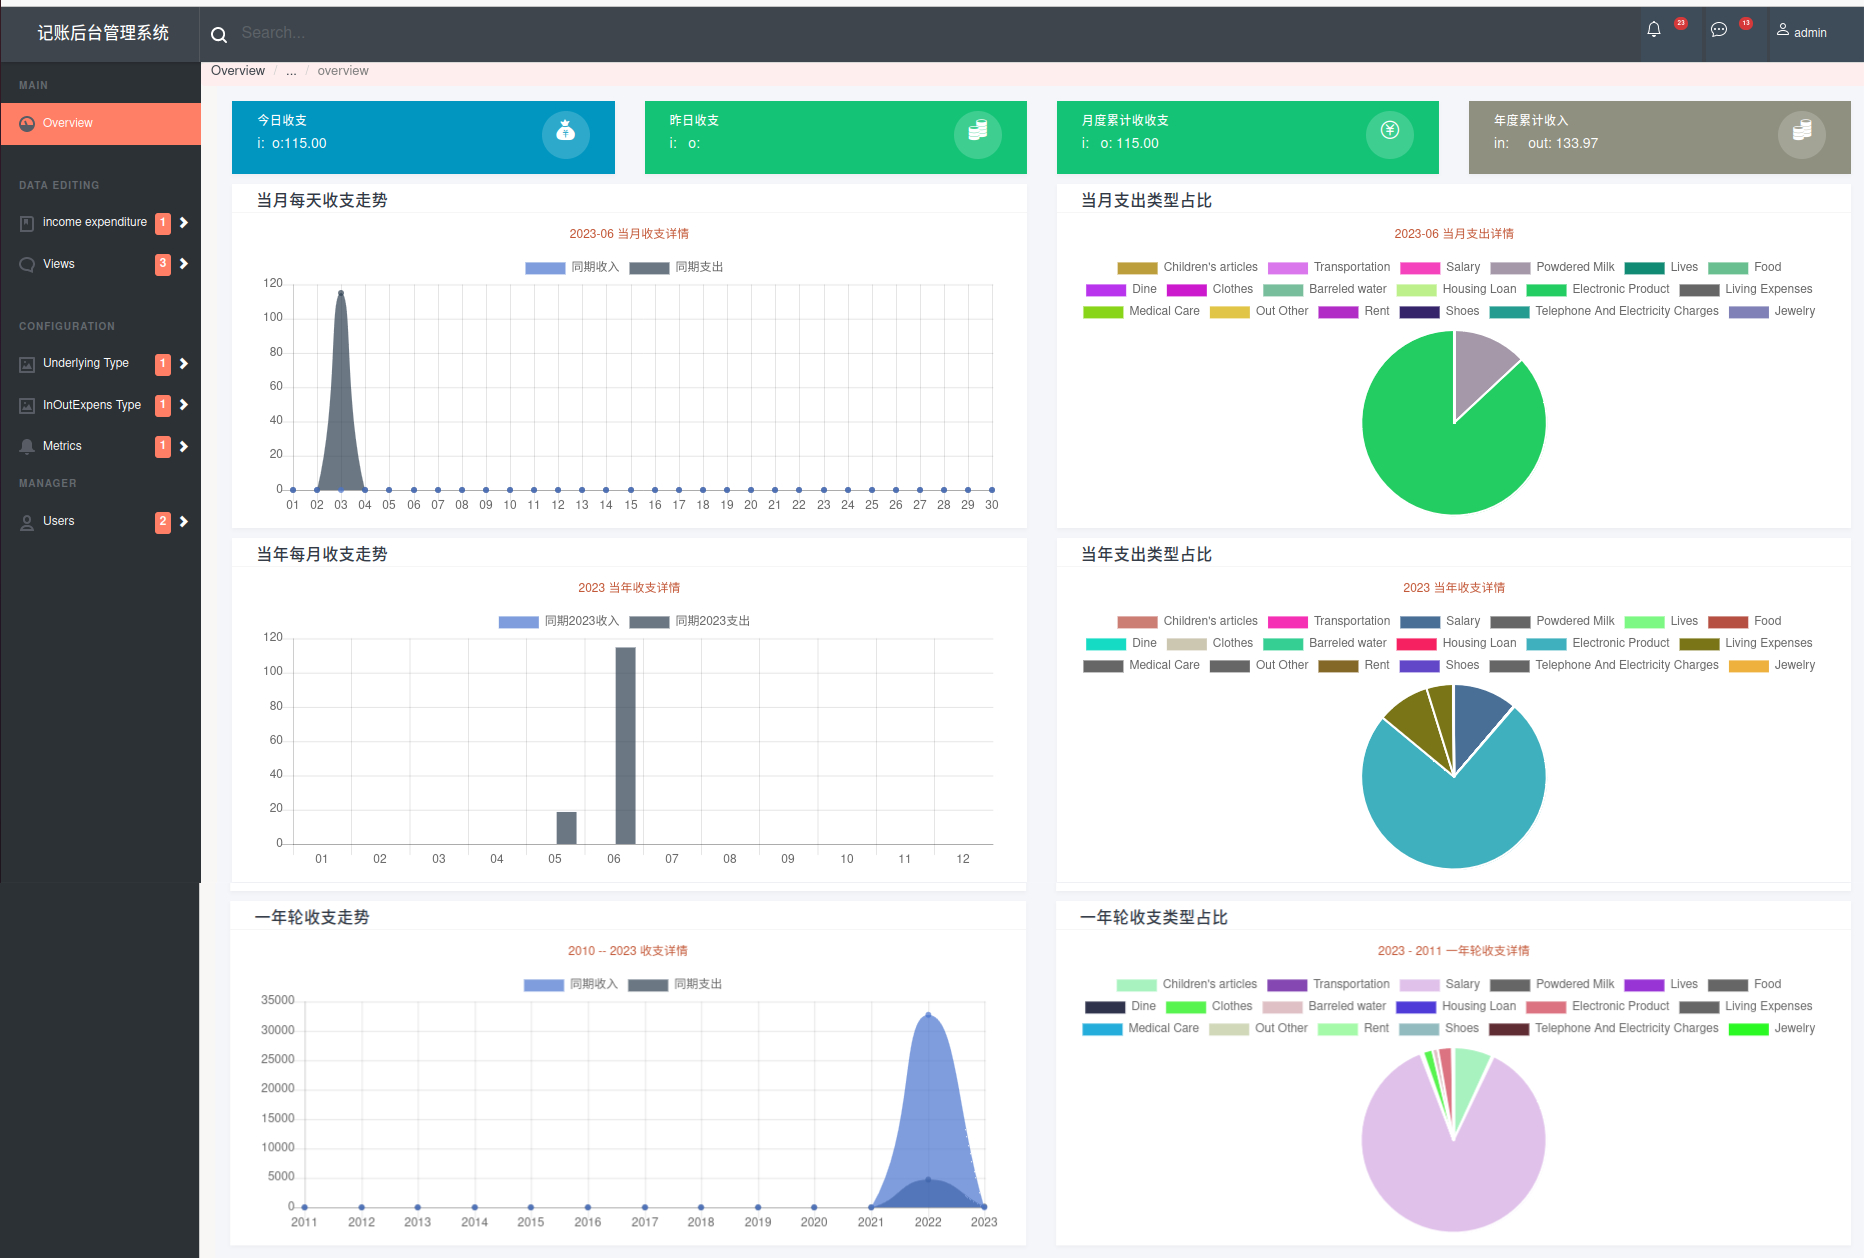 记账后台管理系统
Search...
23
13
admin
MAIN
Overview
DATA EDITING
income expenditure 1
Views 3
CONFIGURATION
Underlying Type 1
InOutExpens Type 1
Metrics 1
MANAGER
Users 2
Overview / ... / overview
今日收支
i: o:115.00
昨日收支
i: o:
月度累计收收支
i: o: 115.00
年度累计收入
in: out: 133.97
当月每天收支走势
2023-06 当月收支详情
同期收入 同期支出
120
100
80
60
40
20
0
01 02 03 04 05 06 07 08 09 10 11 12 13 14 15 16 17 18 19 20 21 22 23 24 25 26 27 28 29 30
当月支出类型占比
2023-06 当月支出详情
Children's articles Transportation Salary Powdered Milk Lives Food
Dine Clothes Barreled water Housing Loan Electronic Product Living Expenses
Medical Care Out Other Rent Shoes Telephone And Electricity Charges Jewelry
当年每月收支走势
2023 当年收支详情
同期2023收入 同期2023支出
120
100
80
60
40
20
0
01 02 03 04 05 06 07 08 09 10 11 12
当年支出类型占比
2023 当年收支详情
Children's articles Transportation Salary Powdered Milk Lives Food
Dine Clothes Barreled water Housing Loan Electronic Product Living Expenses
Medical Care Out Other Rent Shoes Telephone And Electricity Charges Jewelry
一年轮收支走势
2010 -- 2023 收支详情
同期收入 同期支出
35000
30000
25000
20000
15000
10000
5000
0
2011 2012 2013 2014 2015 2016 2017 2018 2019 2020 2021 2022 2023
一年轮收支类型占比
2023 - 2011 一年轮收支详情
Children's articles Transportation Salary Powdered Milk Lives Food
Dine Clothes Barreled water Housing Loan Electronic Product Living Expenses
Medical Care Out Other Rent Shoes Telephone And Electricity Charges Jewelry